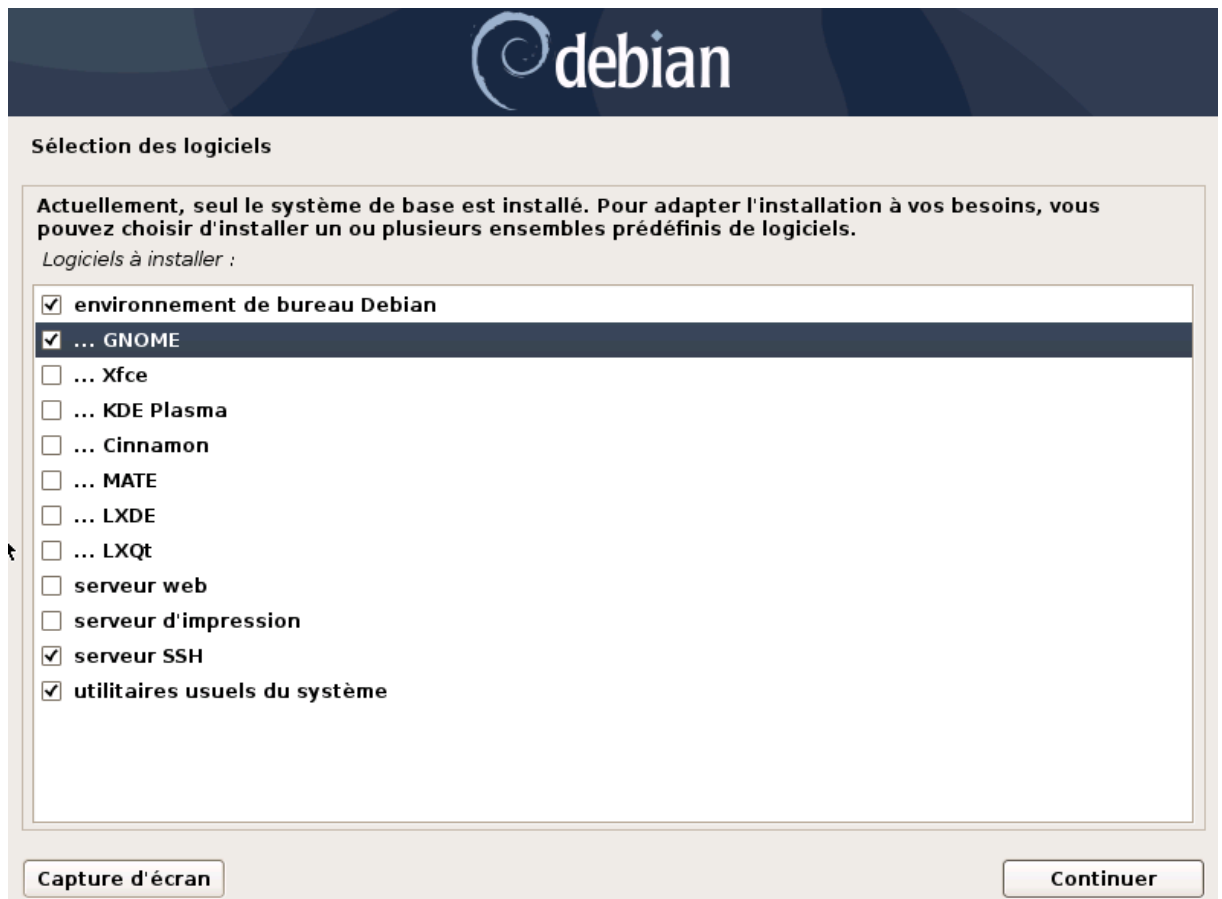 debian
Sélection des logiciels
Actuellement, seul le système de base est installé. Pour adapter l'installation à vos besoins, vous
pouvez choisir d'installer un ou plusieurs ensembles prédéfinis de logiciels.
Logiciels à installer :
environnement de bureau Debian
... GNOME
... Xfce
... KDE Plasma
... Cinnamon
... MATE
... LXDE
... LXQt
serveur web
serveur d'impression
serveur SSH
utilitaires usuels du système
Capture d'écran
Continuer